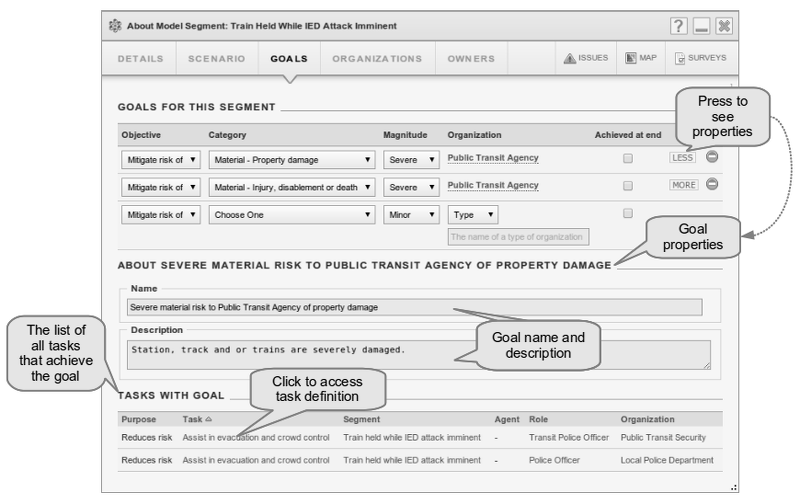 About Model Segment: Train Held While IED Attack Imminent
?
DETAILS SCENARIO GOALS ORGANIZATIONS OWNERS ISSUES MAP SURVEYS
Press to
see
properties
GOALS FOR THIS SEGMENT
Objective Category Magnitude Organization Achieved at end
Mitigate risk of Material - Property damage Severe Public Transit Agency LESS
Mitigate risk of Material - Injury, disablement or death Severe Public Transit Agency MORE
Mitigate risk of Choose One Minor Type
The name of a type of organization
Goal
properties
ABOUT SEVERE MATERIAL RISK TO PUBLIC TRANSIT AGENCY OF PROPERTY DAMAGE
Name
Severe material risk to Public Transit Agency of property damage
Description
Station, track and or trains are severely damaged.
Goal name and
description
The list of
all tasks
that achieve
the goal
Click to access
task definition
TASKS WITH GOAL
Purpose Task Segment Agent Role Organization
Reduces risk Assist in evacuation and crowd control Train held while IED attack imminent - Transit Police Officer Public Transit Security
Reduces risk Assist in evacuation and crowd control Train held while IED attack imminent - Police Officer Local Police Department